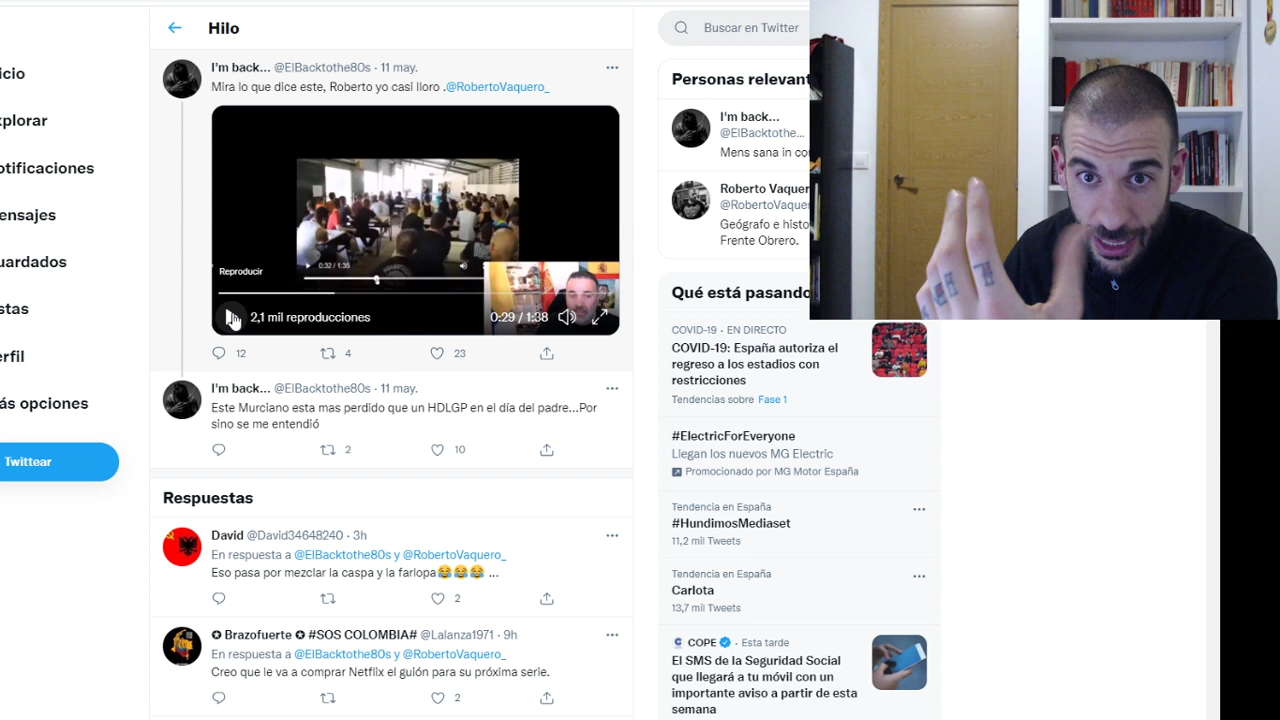 icio
xplorar
otificaciones
ensajes
uardados
stas
erfil
ás opciones
Twittear
Hilo
I'm back... @ElBacktothe80s · 11 may.
Mira lo que dice este, Roberto yo casi lloro .@RobertoVaquero_
0:32 / 1:38
Reproducir
2,1 mil reproducciones
0:29 / 1:38
12
4
23
I'm back... @ElBacktothe80s · 11 may.
Este Murciano esta mas perdido que un HDLGP en el día del padre...Por
sino se me entendió
2
10
Respuestas
David @David34648240 · 3h
En respuesta a @ElBacktothe80s y @RobertoVaquero_
Eso pasa por mezclar la caspa y la farlopa😂😂😂 ...
2
✪ Brazofuerte ✪ #SOS COLOMBIA# @Lalanza1971 · 9h
En respuesta a @ElBacktothe80s y @RobertoVaquero_
Creo que le va a comprar Netflix el guión para su próxima serie.
2
Buscar en Twitter
Personas relevant
I'm back...
@ElBacktothe...
Mens sana in co
Roberto Vaquer
@RobertoVaque
Geógrafo e histo
Frente Obrero.
Qué está pasando
COVID-19 · EN DIRECTO
COVID-19: España autoriza el
regreso a los estadios con
restricciones
Tendencias sobre Fase 1
#ElectricForEveryone
Llegan los nuevos MG Electric
Promocionado por MG Motor España
Tendencia en España
#HundimosMediaset
11,2 mil Tweets
Tendencia en España
Carlota
13,7 mil Tweets
COPE · Esta tarde
El SMS de la Seguridad Social
que llegará a tu móvil con un
importante aviso a partir de esta
semana